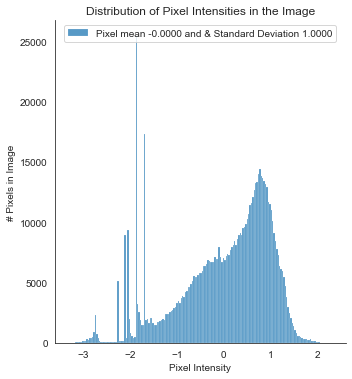 Distribution of Pixel Intensities in the Image
Pixel mean -0.0000 and & Standard Deviation 1.0000
25000
20000
15000
10000
5000
0
# Pixels in Image
−3 −2 −1 0 1 2
Pixel Intensity